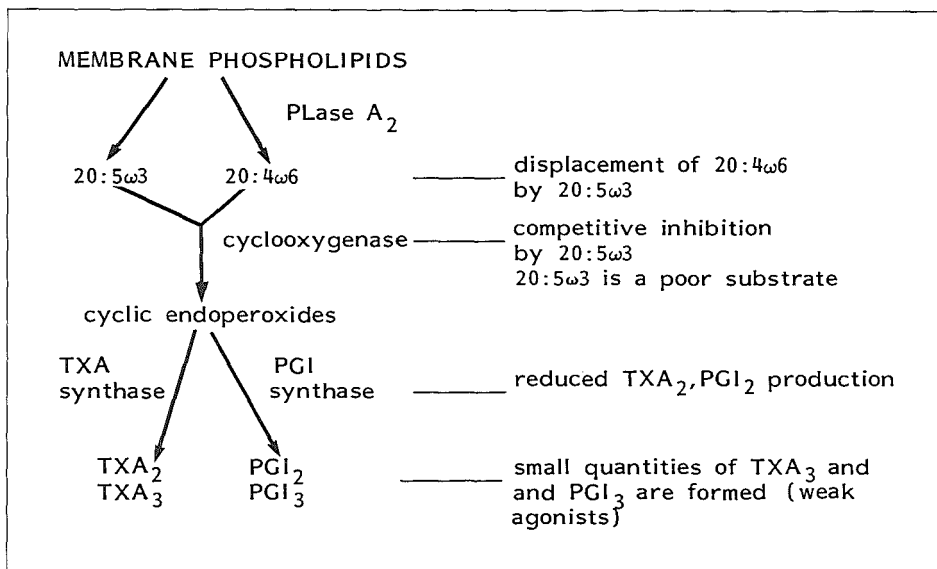 MEMBRANE PHOSPHOLIPIDS
PLase A₂
20:5ω3 20:4ω6
displacement of 20:4ω6
by 20:5ω3
cyclooxygenase
competitive inhibition
by 20:5ω3
20:5ω3 is a poor substrate
cyclic endoperoxides
TXA
synthase
PGI
synthase
reduced TXA₂,PGI₂ production
TXA₂
TXA₃
PGI₂
PGI₃
small quantities of TXA₃ and
and PGI₃ are formed (weak
agonists)